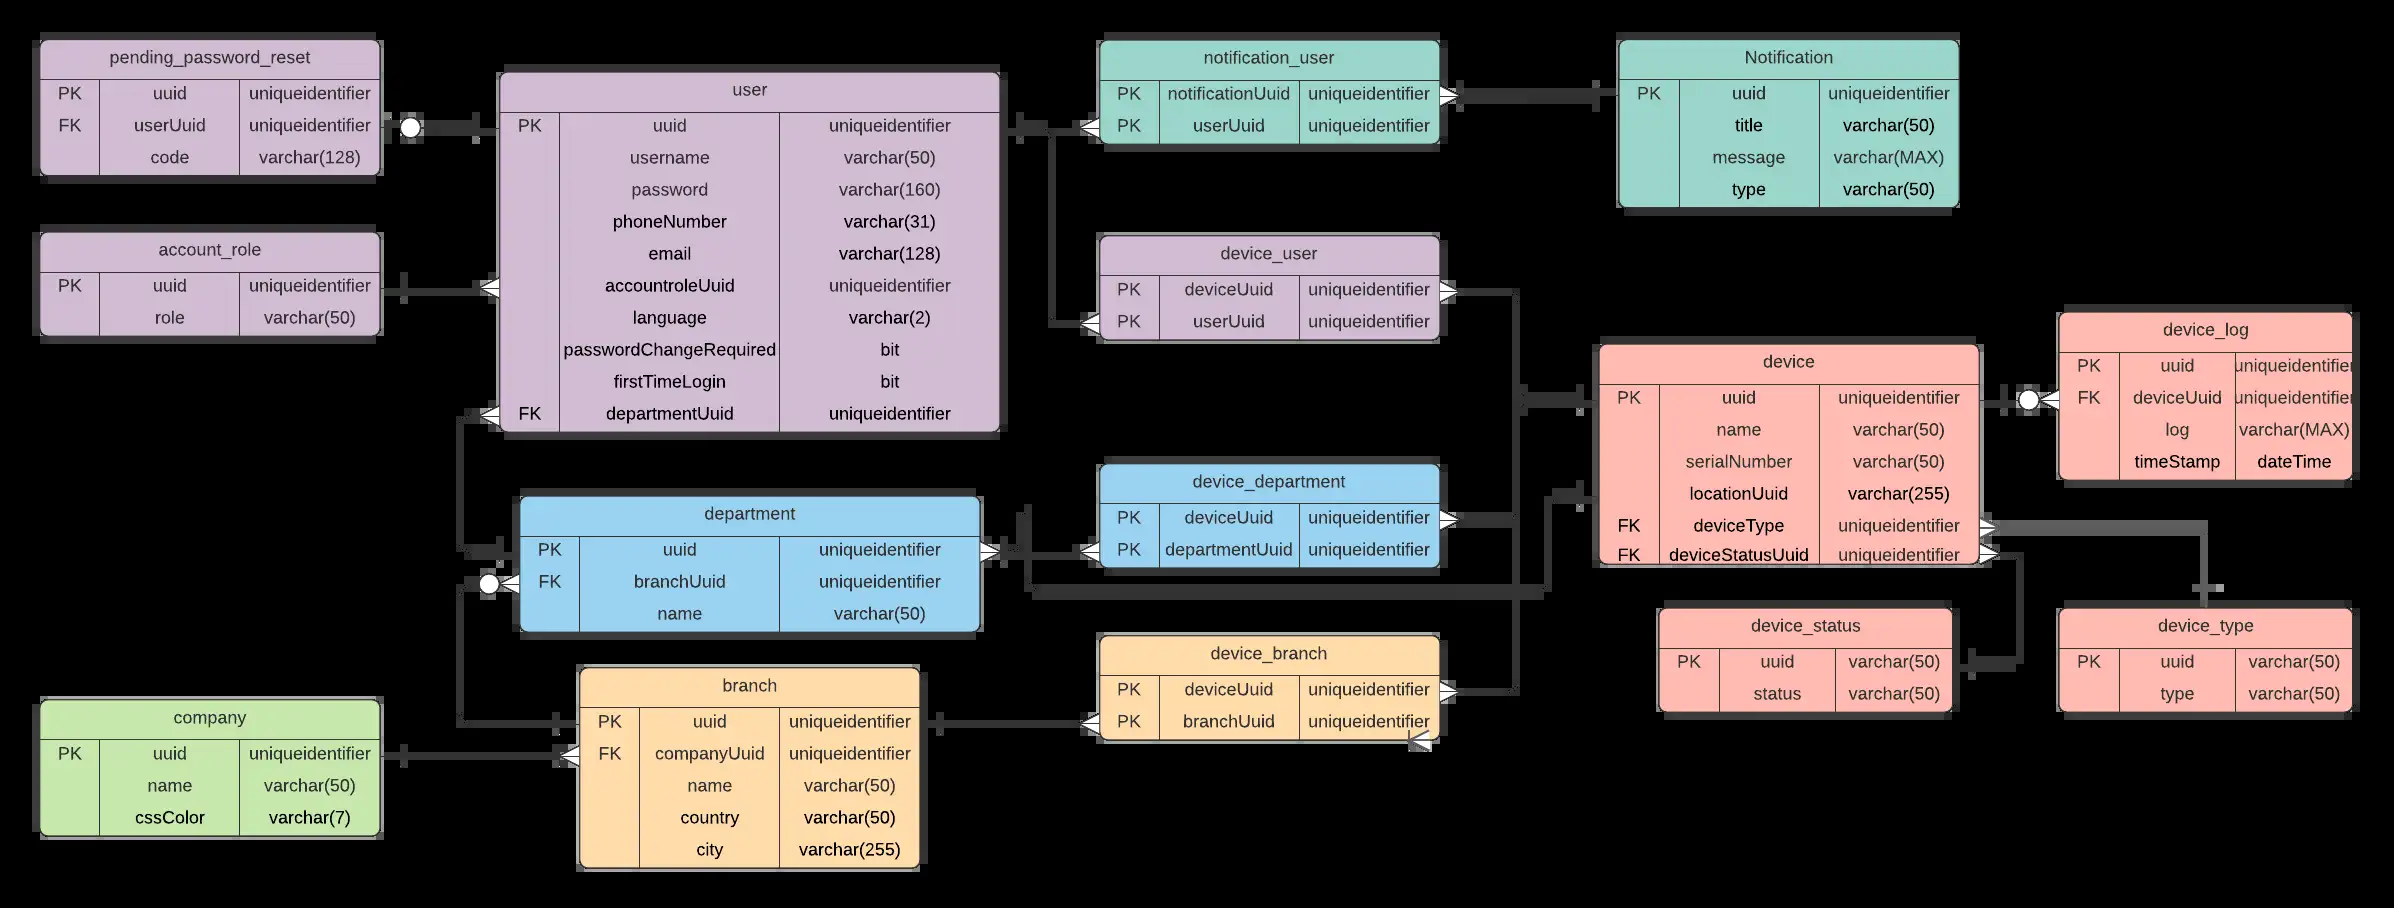 pending_password_reset
PK uuid uniqueidentifier
FK userUuid uniqueidentifier
code varchar(128)
account_role
PK uuid uniqueidentifier
role varchar(50)
user
PK uuid uniqueidentifier
username varchar(50)
password varchar(160)
phoneNumber varchar(31)
email varchar(128)
accountroleUuid uniqueidentifier
language varchar(2)
passwordChangeRequired bit
firstTimeLogin bit
FK departmentUuid uniqueidentifier
notification_user
PK notificationUuid uniqueidentifier
PK userUuid uniqueidentifier
Notification
PK uuid uniqueidentifier
title varchar(50)
message varchar(MAX)
type varchar(50)
device_user
PK deviceUuid uniqueidentifier
PK userUuid uniqueidentifier
device
PK uuid uniqueidentifier
name varchar(50)
serialNumber varchar(50)
locationUuid varchar(255)
FK deviceType uniqueidentifier
FK deviceStatusUuid uniqueidentifier
device_log
PK uuid uniqueidentifier
FK deviceUuid uniqueidentifier
log varchar(MAX)
timeStamp dateTime
department
PK uuid uniqueidentifier
FK branchUuid uniqueidentifier
name varchar(50)
device_department
PK deviceUuid uniqueidentifier
PK departmentUuid uniqueidentifier
device_status
PK uuid varchar(50)
status varchar(50)
device_type
PK uuid varchar(50)
type varchar(50)
company
PK uuid uniqueidentifier
name varchar(50)
cssColor varchar(7)
branch
PK uuid uniqueidentifier
FK companyUuid uniqueidentifier
name varchar(50)
country varchar(50)
city varchar(255)
device_branch
PK deviceUuid uniqueidentifier
PK branchUuid uniqueidentifier